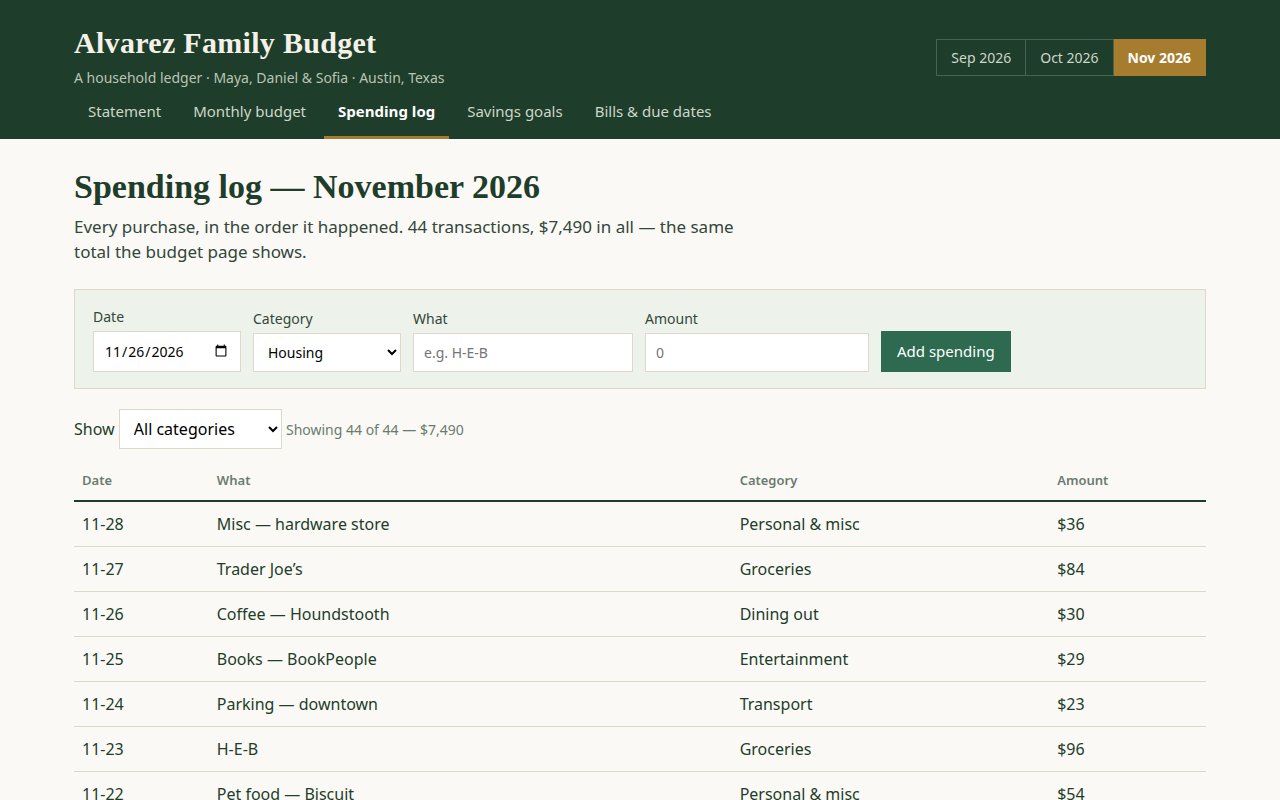 Alvarez Family Budget
A household ledger · Maya, Daniel & Sofia · Austin, Texas
Sep 2026 Oct 2026 Nov 2026
Statement Monthly budget Spending log Savings goals Bills & due dates
Spending log — November 2026
Every purchase, in the order it happened. 44 transactions, $7,490 in all — the same
total the budget page shows.
Date Category What Amount
11/26/2026 Housing e.g. H-E-B 0 Add spending
Show All categories Showing 44 of 44 — $7,490
Date What Category Amount
11-28 Misc — hardware store Personal & misc $36
11-27 Trader Joe’s Groceries $84
11-26 Coffee — Houndstooth Dining out $30
11-25 Books — BookPeople Entertainment $29
11-24 Parking — downtown Transport $23
11-23 H-E-B Groceries $96
11-22 Pet food — Biscuit Personal & misc $54